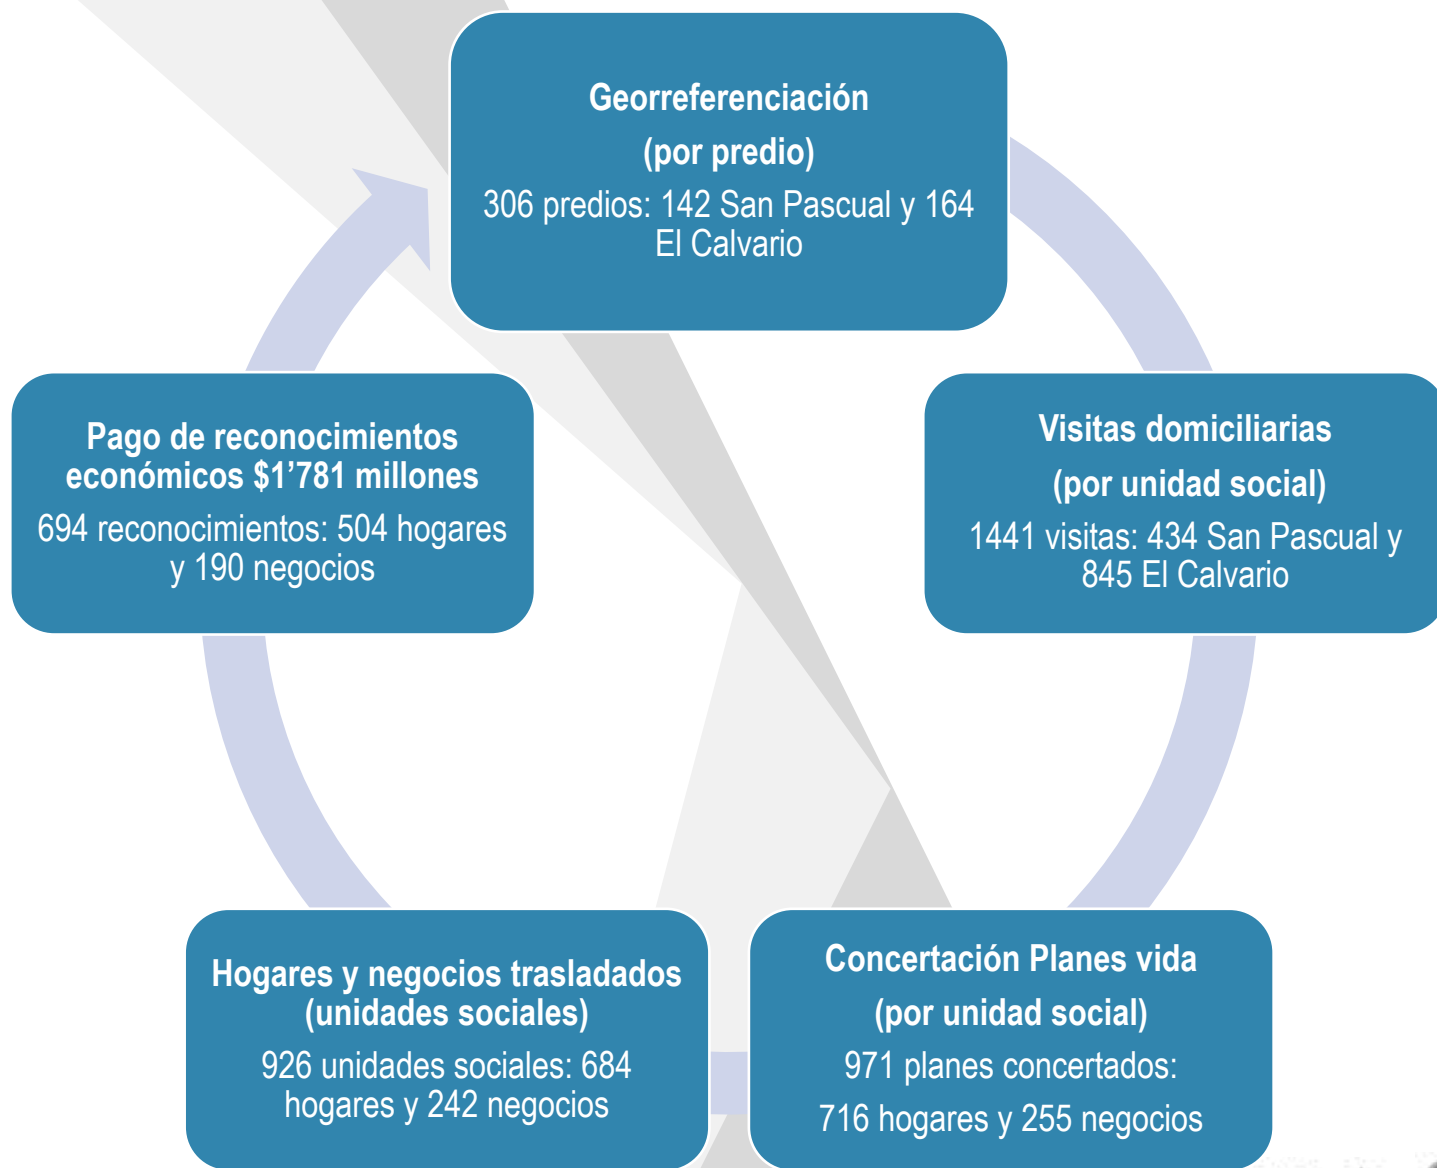 Georreferenciación
(por predio)
306 predios: 142 San Pascual y 164
El Calvario
Visitas domiciliarias
(por unidad social)
1441 visitas: 434 San Pascual y
845 El Calvario
Concertación Planes vida
(por unidad social)
971 planes concertados:
716 hogares y 255 negocios
Hogares y negocios trasladados
(unidades sociales)
926 unidades sociales: 684
hogares y 242 negocios
Pago de reconocimientos
económicos $1’781 millones
694 reconocimientos: 504 hogares
y 190 negocios